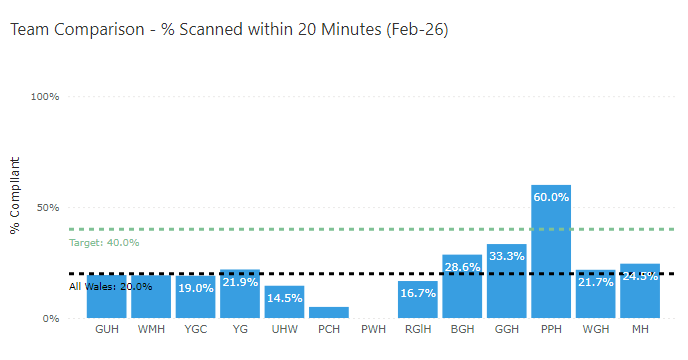 Team Comparison - % Scanned within 20 Minutes (Feb-26)
% Compliant
100%
50%
0%
Target: 40.0%
All Wales: 20.0%
19.0%
21.9%
14.5%
16.7%
28.6%
33.3%
60.0%
21.7%
24.5%
GUH WMH YGC YG UHW PCH PWH RGlH BGH GGH PPH WGH MH